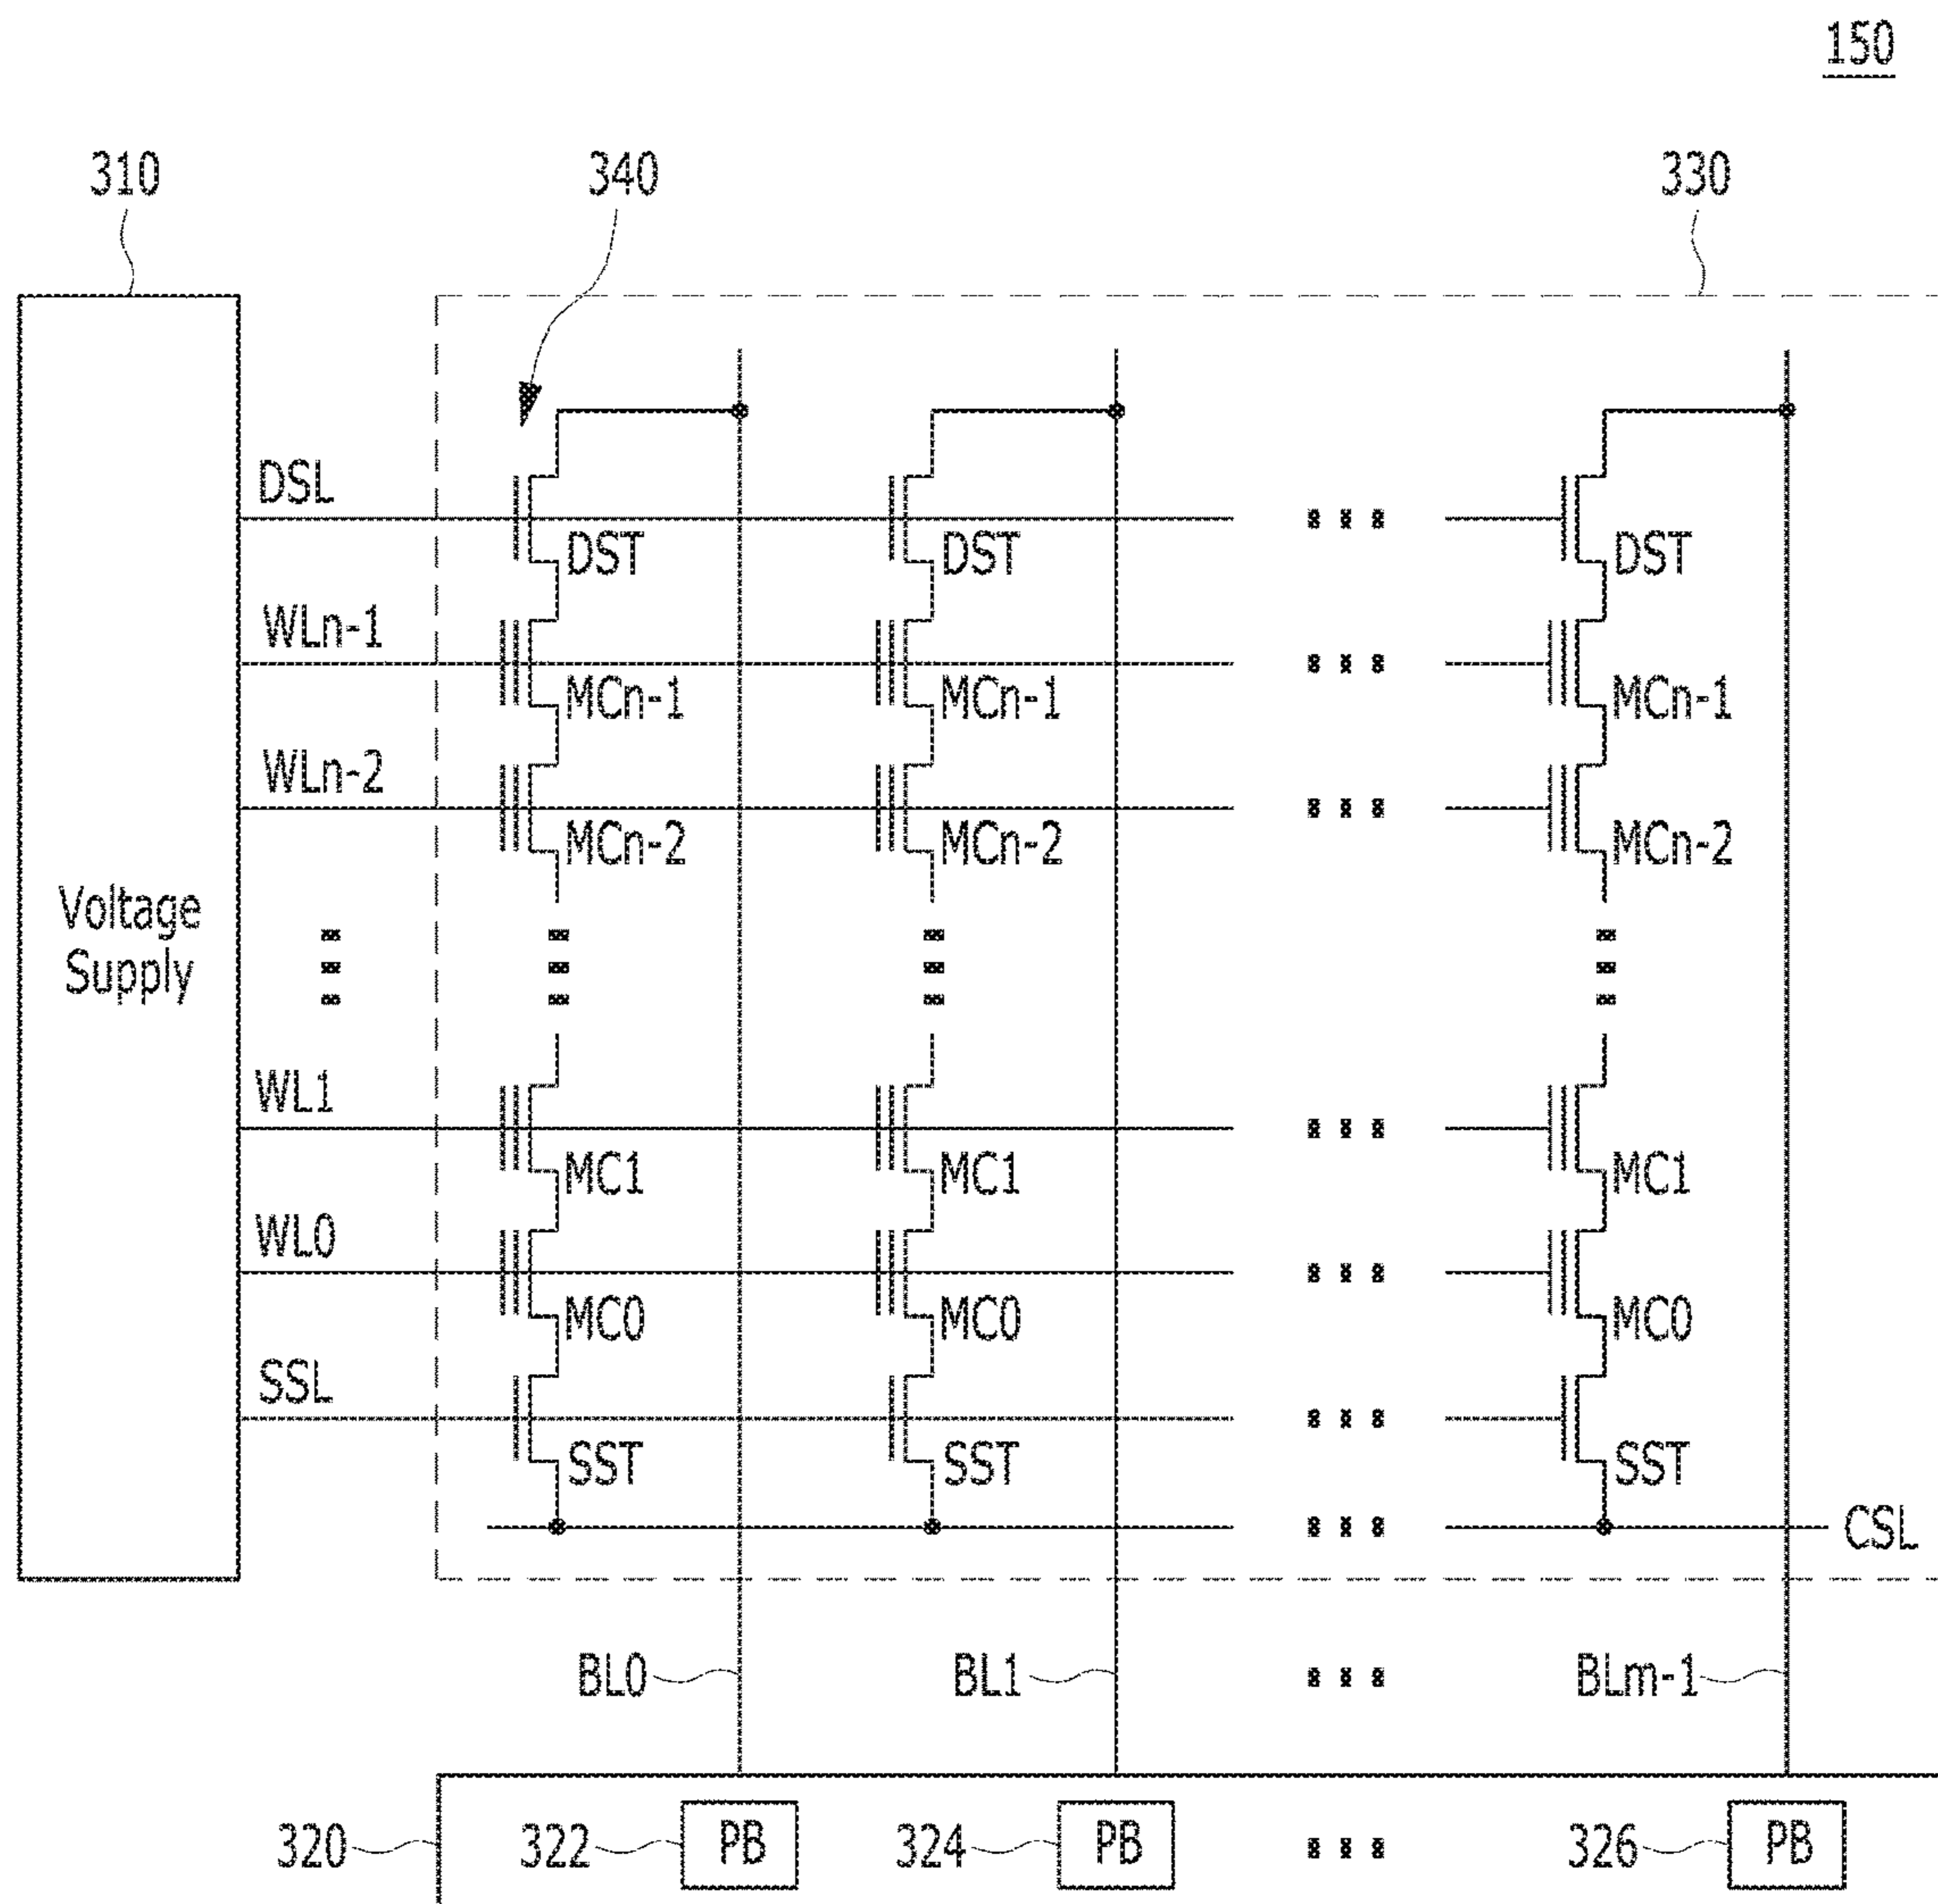 150
310 340 330
DSL
DST DST DST
WLn-1
MCn-1 MCn-1 MCn-1
WLn-2
MCn-2 MCn-2 MCn-2
Voltage
Supply
WL1
MC1 MC1 MC1
WL0
MC0 MC0 MC0
SSL
SST SST SST
CSL
BL0 BL1 BLm-1
320 322 PB 324 PB 326 PB